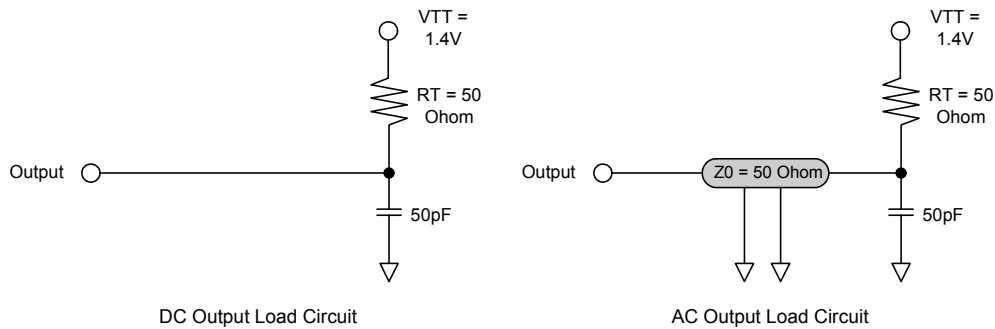 VTT =
1.4V
RT = 50
Ohom
Output
50pF
DC Output Load Circuit
VTT =
1.4V
RT = 50
Ohom
Output
Z0 = 50 Ohom
50pF
AC Output Load Circuit